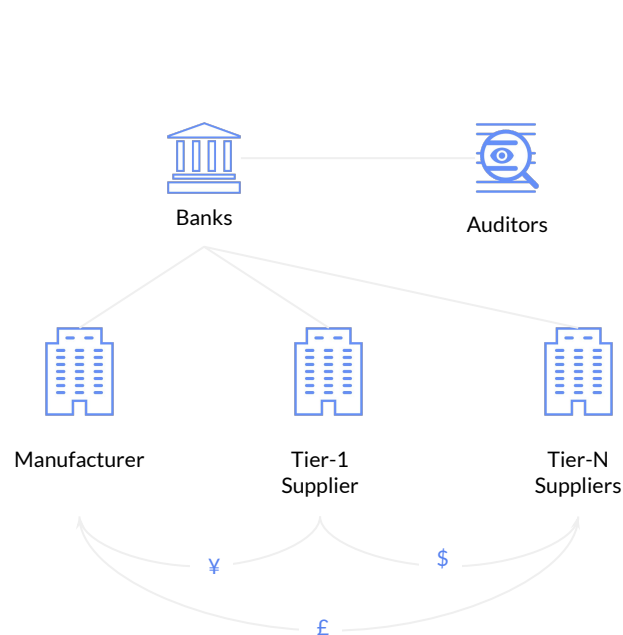 Banks
Auditors
Manufacturer
Tier-1
Supplier
Tier-N
Suppliers
¥
$
£